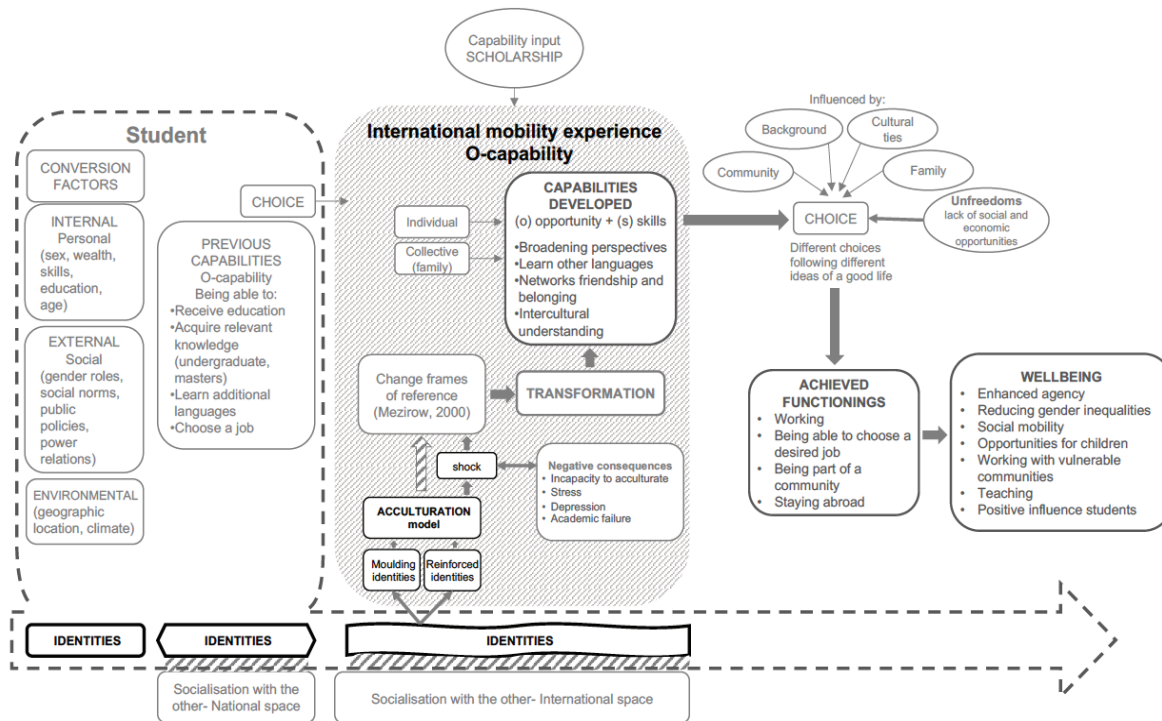 Capability input
SCHOLARSHIP
Student
CONVERSION
FACTORS
INTERNAL
Personal
(sex, wealth,
skills,
education,
age)
EXTERNAL
Social
(gender roles,
social norms,
public
policies,
power
relations)
ENVIRONMENTAL
(geographic
location, climate)
CHOICE
PREVIOUS
CAPABILITIES
O-capability
Being able to:
•Receive education
•Acquire relevant
knowledge
(undergraduate,
masters)
•Learn additional
languages
•Choose a job
International mobility experience
O-capability
Individual
Collective
(family)
CAPABILITIES
DEVELOPED
(o) opportunity + (s) skills
•Broadening perspectives
•Learn other languages
•Networks friendship and
belonging
•Intercultural
understanding
Change frames
of reference
(Mezirow, 2000)
TRANSFORMATION
shock
Negative consequences
• Incapacity to acculturate
• Stress
• Depression
• Academic failure
ACCULTURATION
model
Moulding
identities
Reinforced
identities
Influenced by:
Background
Cultural
ties
Community
Family
CHOICE
Unfreedoms
lack of social and
economic
opportunities
Different choices
following different
ideas of a good life
ACHIEVED
FUNCTIONINGS
• Working
• Being able to choose a
desired job
• Being part of a
community
• Staying abroad
WELLBEING
• Enhanced agency
• Reducing gender inequalities
• Social mobility
• Opportunities for children
• Working with vulnerable
communities
• Teaching
• Positive influence students
IDENTITIES
IDENTITIES
IDENTITIES
Socialisation with the
other- National space
Socialisation with the other- International space